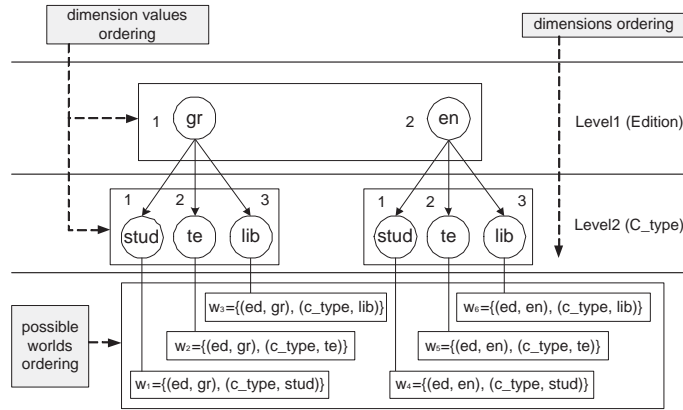 dimension values
ordering
dimensions ordering
1
gr
2
en
Level1 (Edition)
1
2
3
1
2
3
stud
te
lib
stud
te
lib
Level2 (C_type)
possible
worlds
ordering
w₃={(ed, gr), (c_type, lib)}
w₆={(ed, en), (c_type, lib)}
w₂={(ed, gr), (c_type, te)}
w₅={(ed, en), (c_type, te)}
w₁={(ed, gr), (c_type, stud)}
w₄={(ed, en), (c_type, stud)}